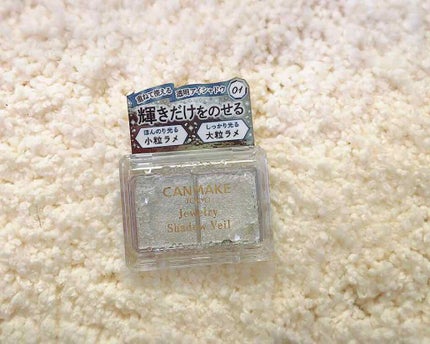 重ねて使える 透明アイシャドウ 01
輝きだけをのせる
ほんのり光る
小粒ラメ
しっかり光る
大粒ラメ
CANMAKE
TOKYO
Jewelry
Shadow Veil